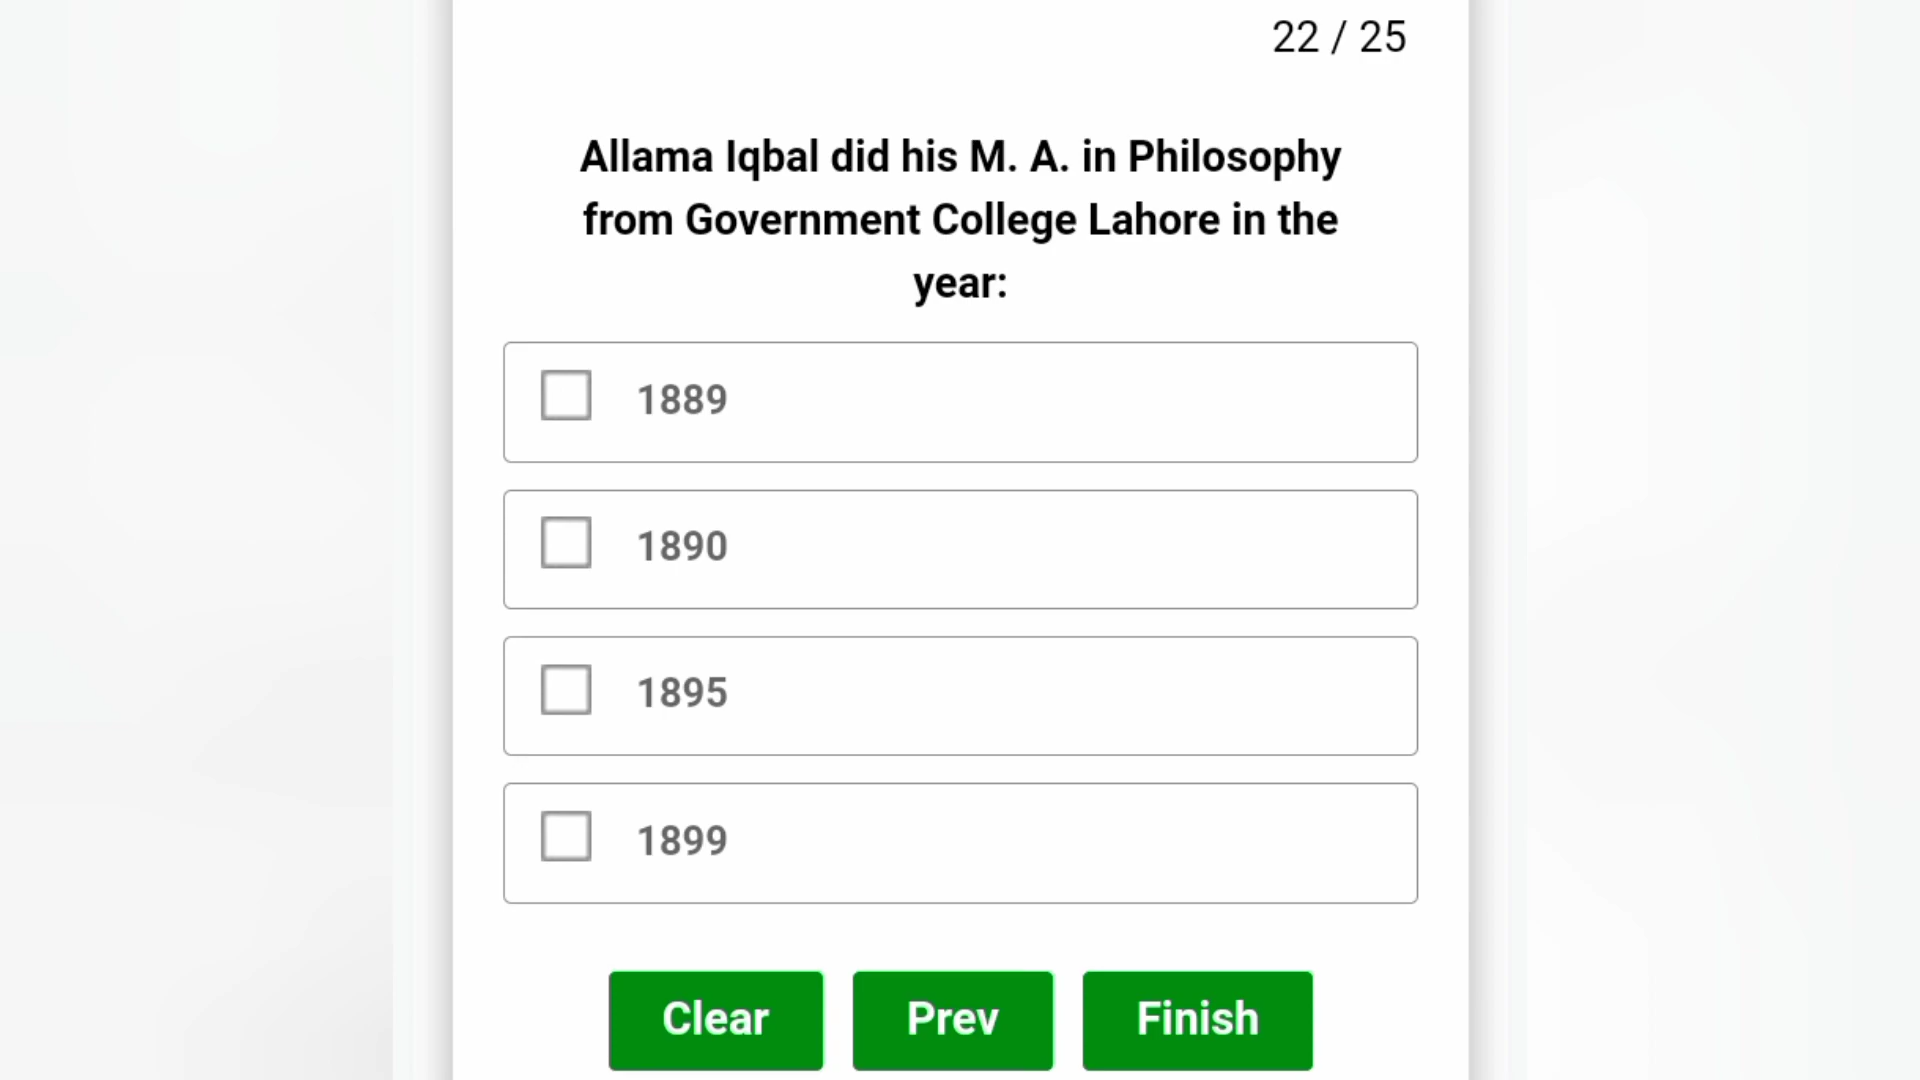 22 / 25
Allama Iqbal did his M. A. in Philosophy
from Government College Lahore in the
year:
1889
1890
1895
1899
Clear Prev Finish